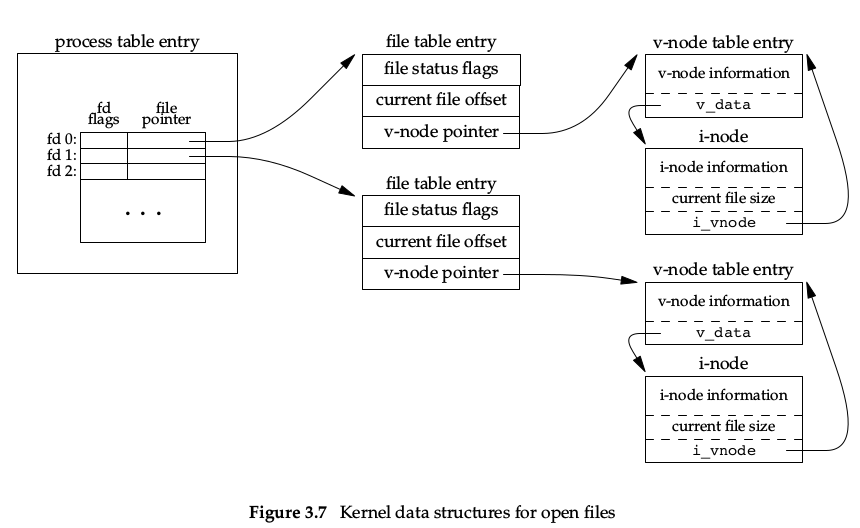 process table entry
fd
flags
file
pointer
fd 0:
fd 1:
fd 2:
. . .
file table entry
file status flags
current file offset
v-node pointer
file table entry
file status flags
current file offset
v-node pointer
v-node table entry
v-node information
v_data
i-node
i-node information
current file size
i_vnode
v-node table entry
v-node information
v_data
i-node
i-node information
current file size
i_vnode
Figure 3.7 Kernel data structures for open files